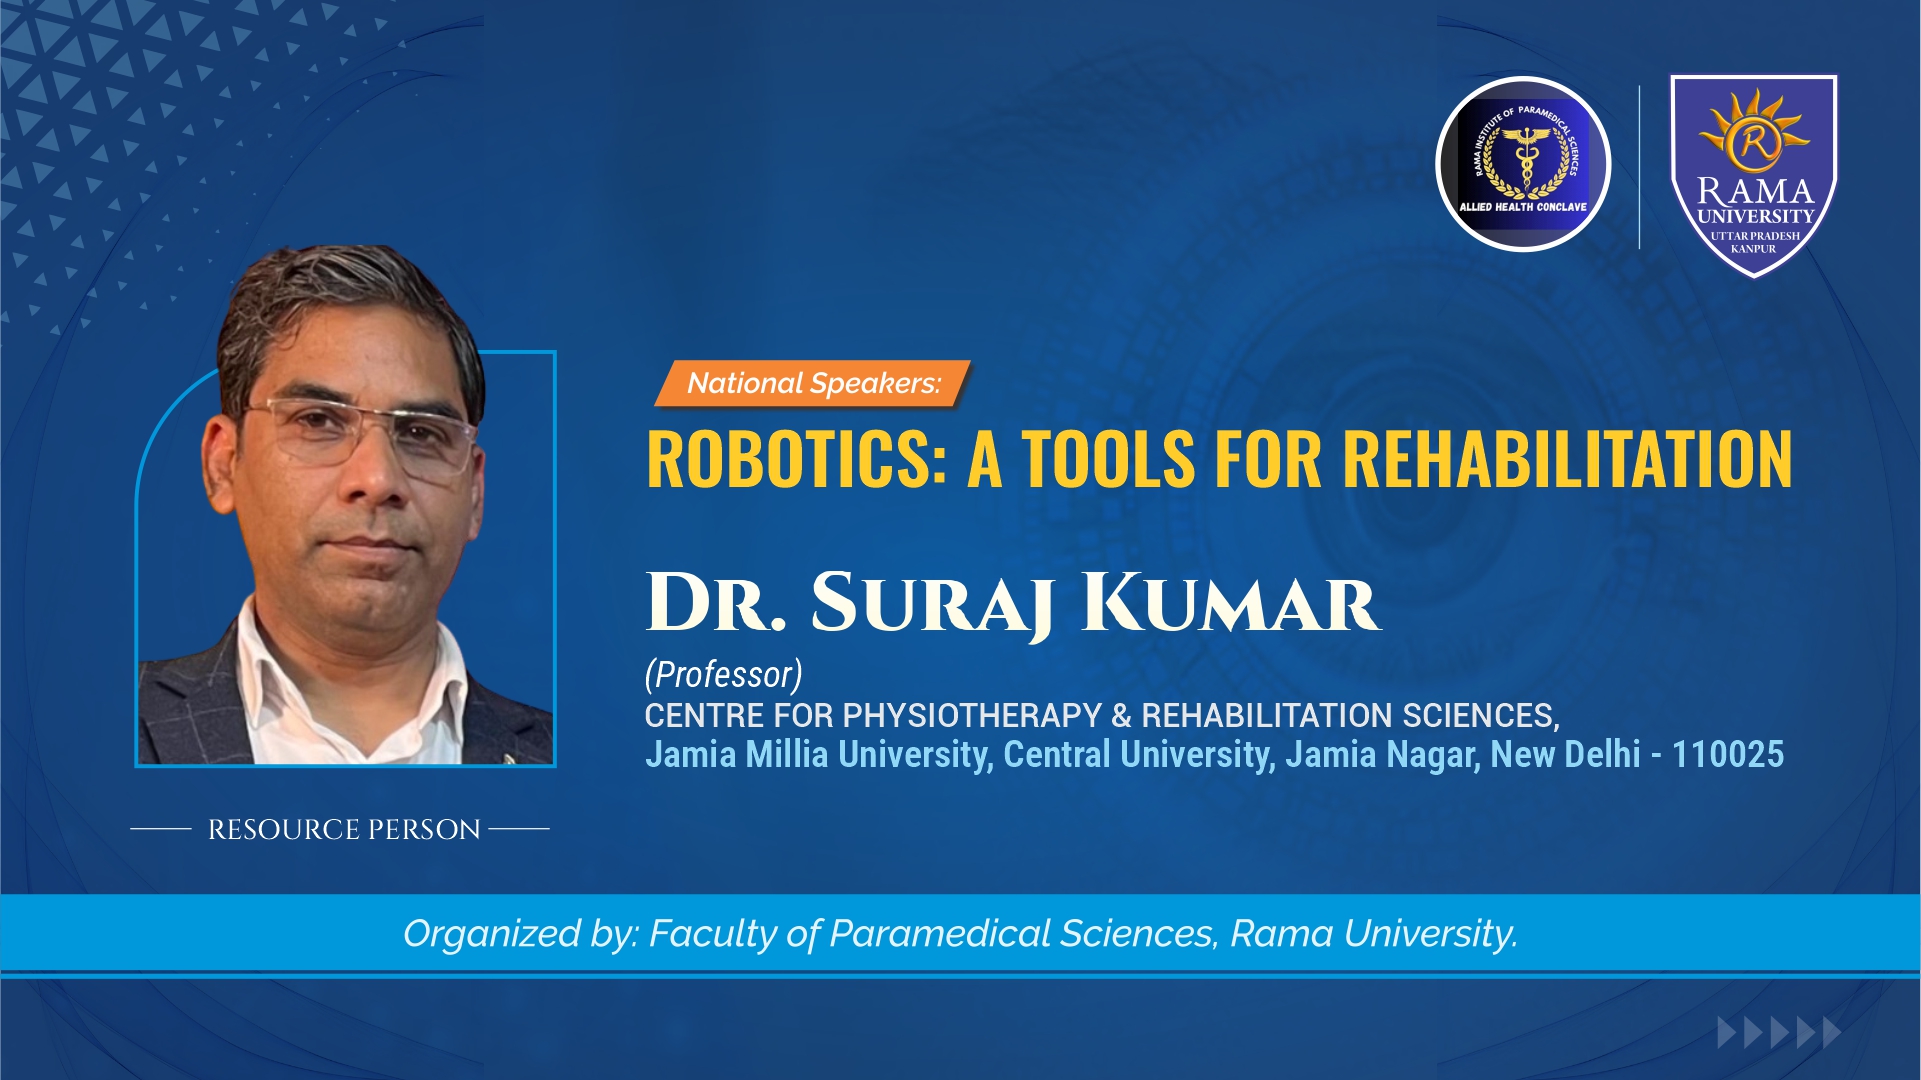 RAMA INSTITUTE OF PARAMEDICAL SCIENCES
ALLIED HEALTH CONCLAVE
R
RAMA
UNIVERSITY
UTTAR PRADESH
KANPUR
National Speakers:
ROBOTICS: A TOOLS FOR REHABILITATION
DR. SURAJ KUMAR
(Professor)
CENTRE FOR PHYSIOTHERAPY & REHABILITATION SCIENCES,
Jamia Millia University, Central University, Jamia Nagar, New Delhi - 110025
RESOURCE PERSON
Organized by: Faculty of Paramedical Sciences, Rama University.